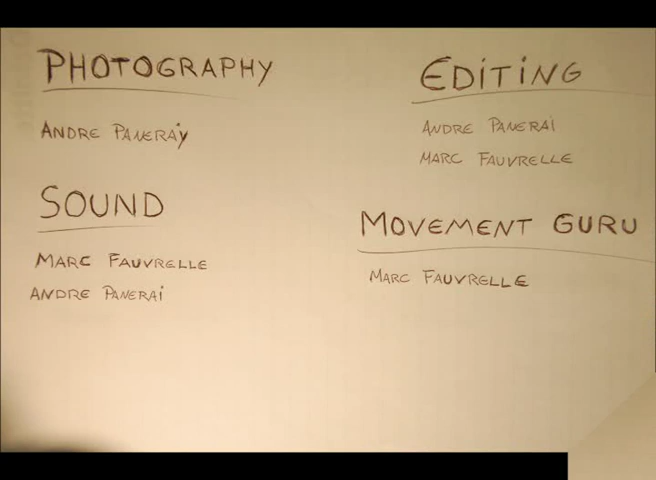 PHOTOGRAPHY
ANDRE PANERAY
SOUND
MARC FAUVRELLE
ANDRE PANERAI
EDITING
ANDRE PANERAI
MARC FAUVRELLE
MOVEMENT GURU
MARC FAUVRELLE